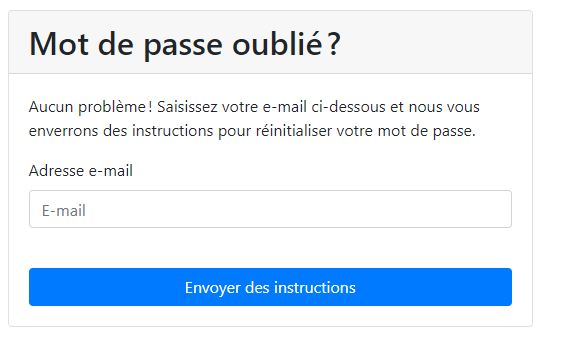 Mot de passe oublié ?
Aucun problème ! Saisissez votre e-mail ci-dessous et nous vous
enverrons des instructions pour réinitialiser votre mot de passe.
Adresse e-mail
E-mail
Envoyer des instructions